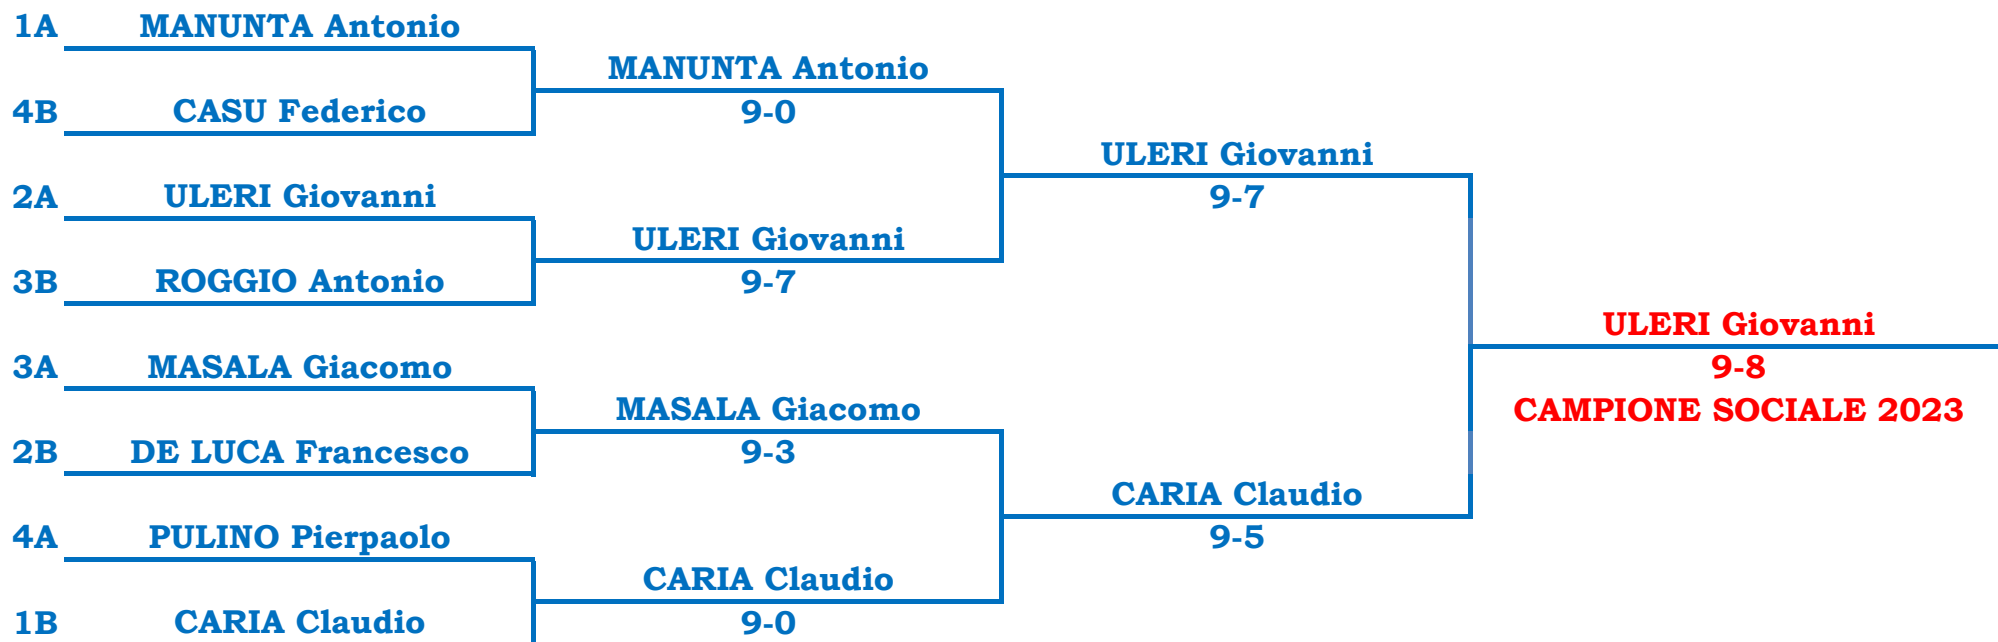 1A MANUNTA Antonio
MANUNTA Antonio
4B CASU Federico
9-0
ULERI Giovanni
2A ULERI Giovanni
9-7
ULERI Giovanni
3B ROGGIO Antonio
9-7
ULERI Giovanni
3A MASALA Giacomo
9-8
MASALA Giacomo
CAMPIONE SOCIALE 2023
2B DE LUCA Francesco
9-3
CARIA Claudio
4A PULINO Pierpaolo
9-5
CARIA Claudio
1B CARIA Claudio
9-0